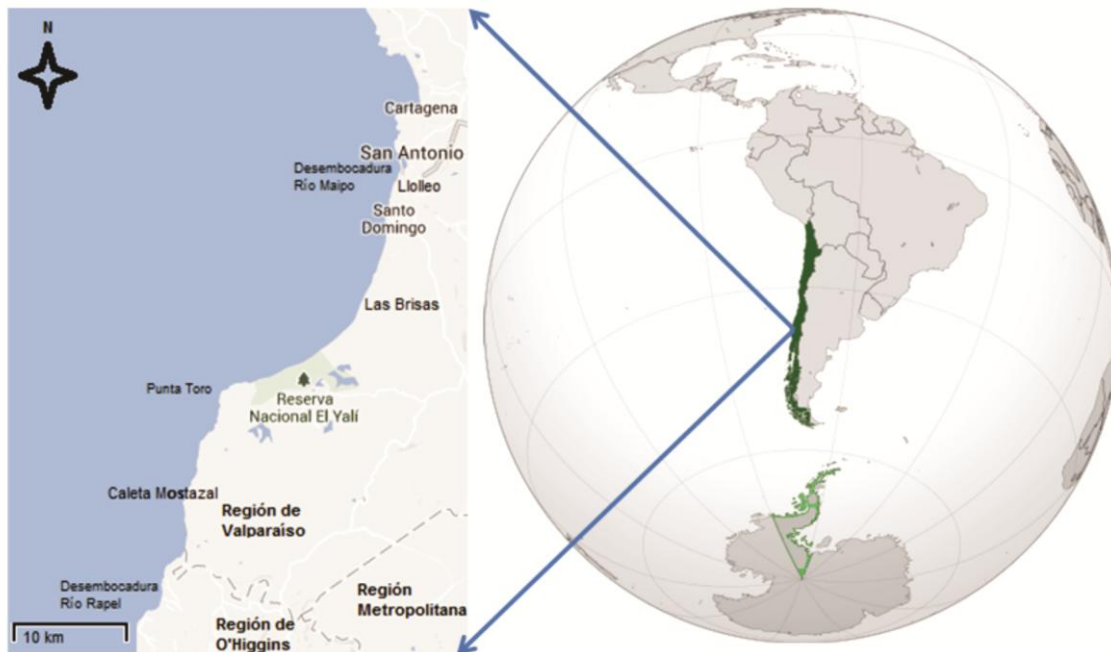 N
Cartagena
San Antonio
Desembocadura
Río Maipo
Llolleo
Santo
Domingo
Las Brisas
Punta Toro
Reserva
Nacional El Yalí
Caleta Mostazal
Región de
Valparaíso
Desembocadura
Río Rapel
Región
Metropolitana
10 km
Región de
O'Higgins